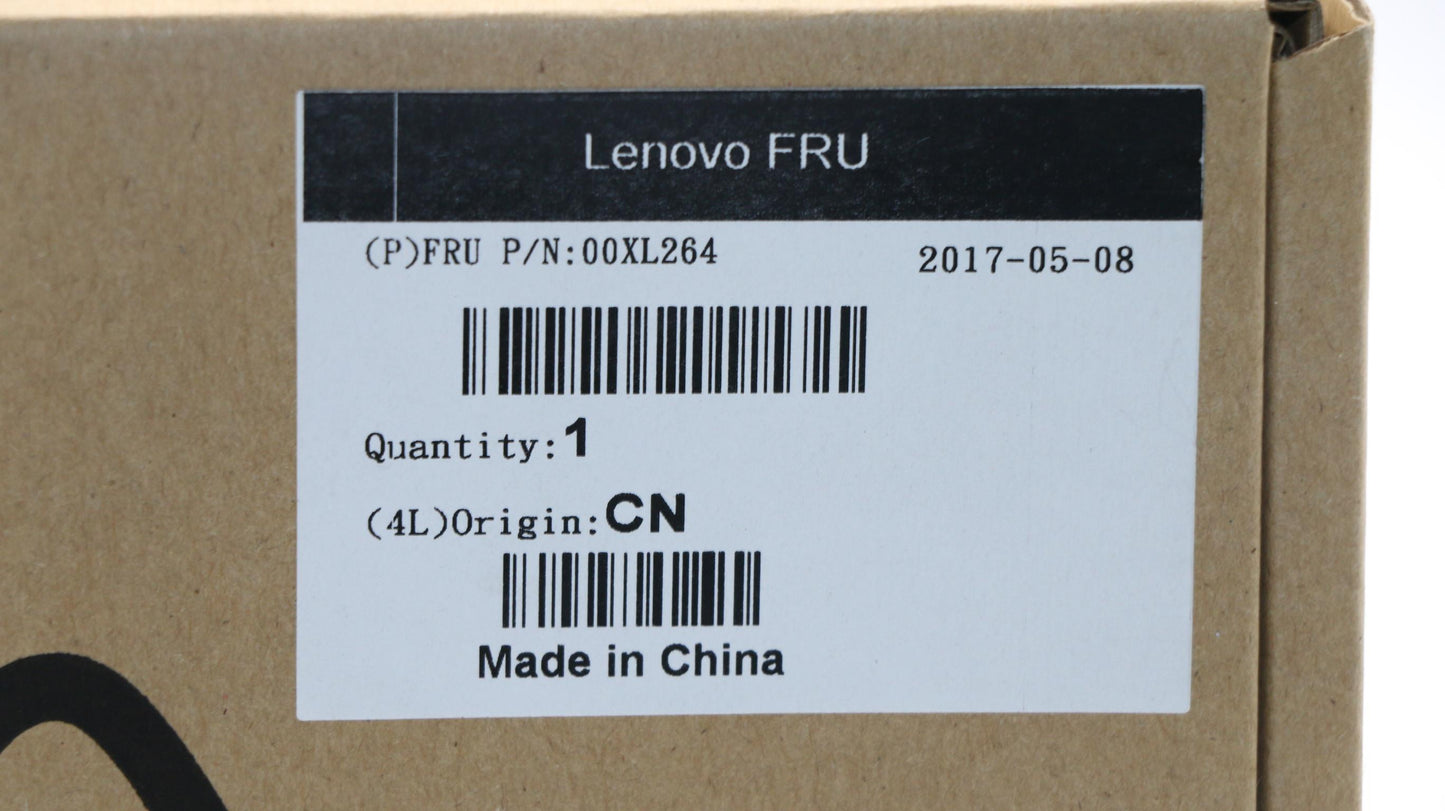 Lenovo FRU
(P)FRU P/N:00XL264 2017-05-08
Quantity:1
(4L)Origin:CN
Made in China